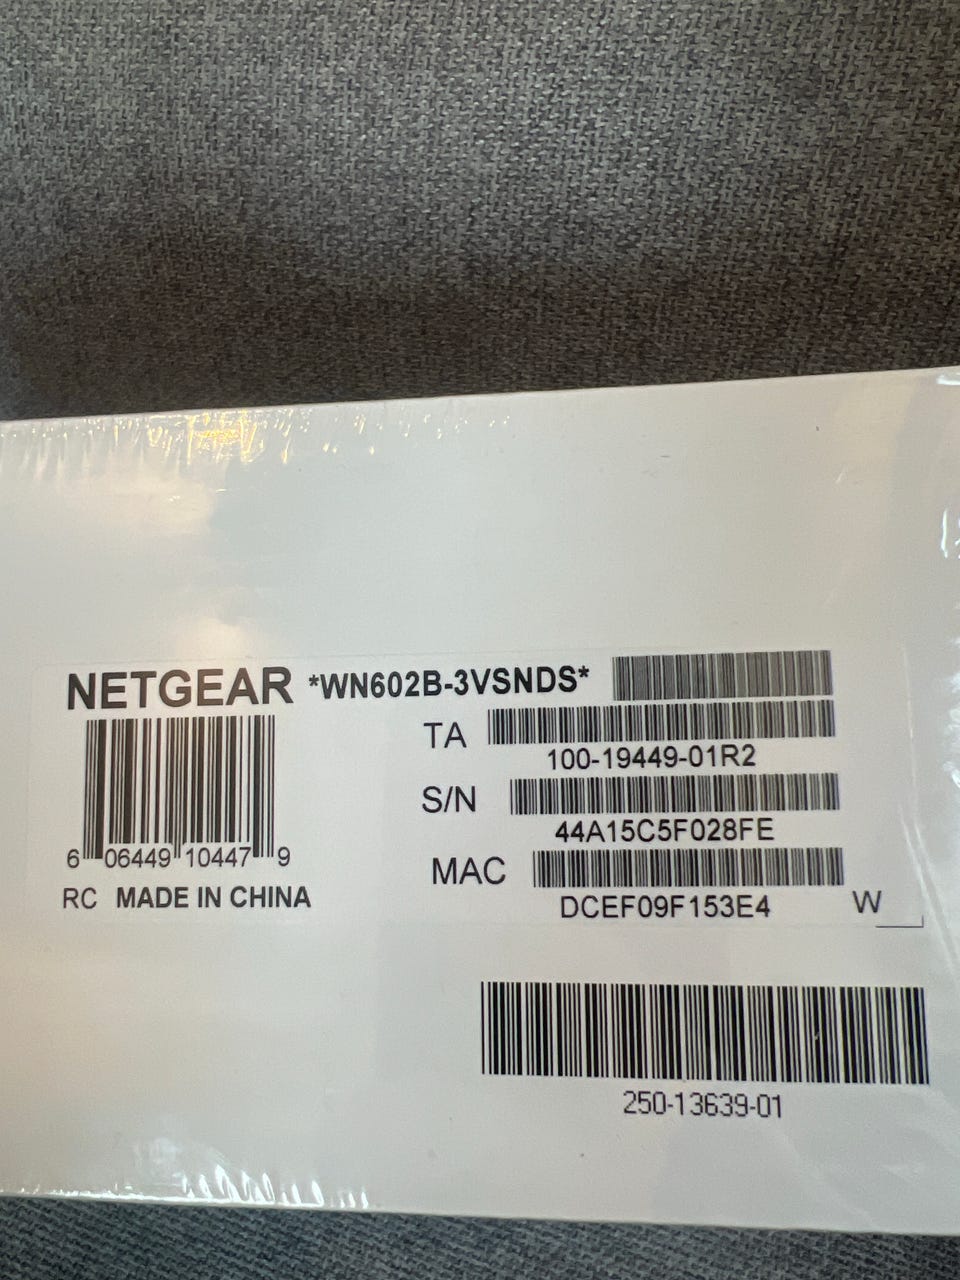 NETGEAR *WN602B-3VSNDS*
TA
100-19449-01R2
S/N
44A15C5F028FE
MAC
DCEF09F153E4
W
6 06449 10447 9
RC MADE IN CHINA
250-13639-01